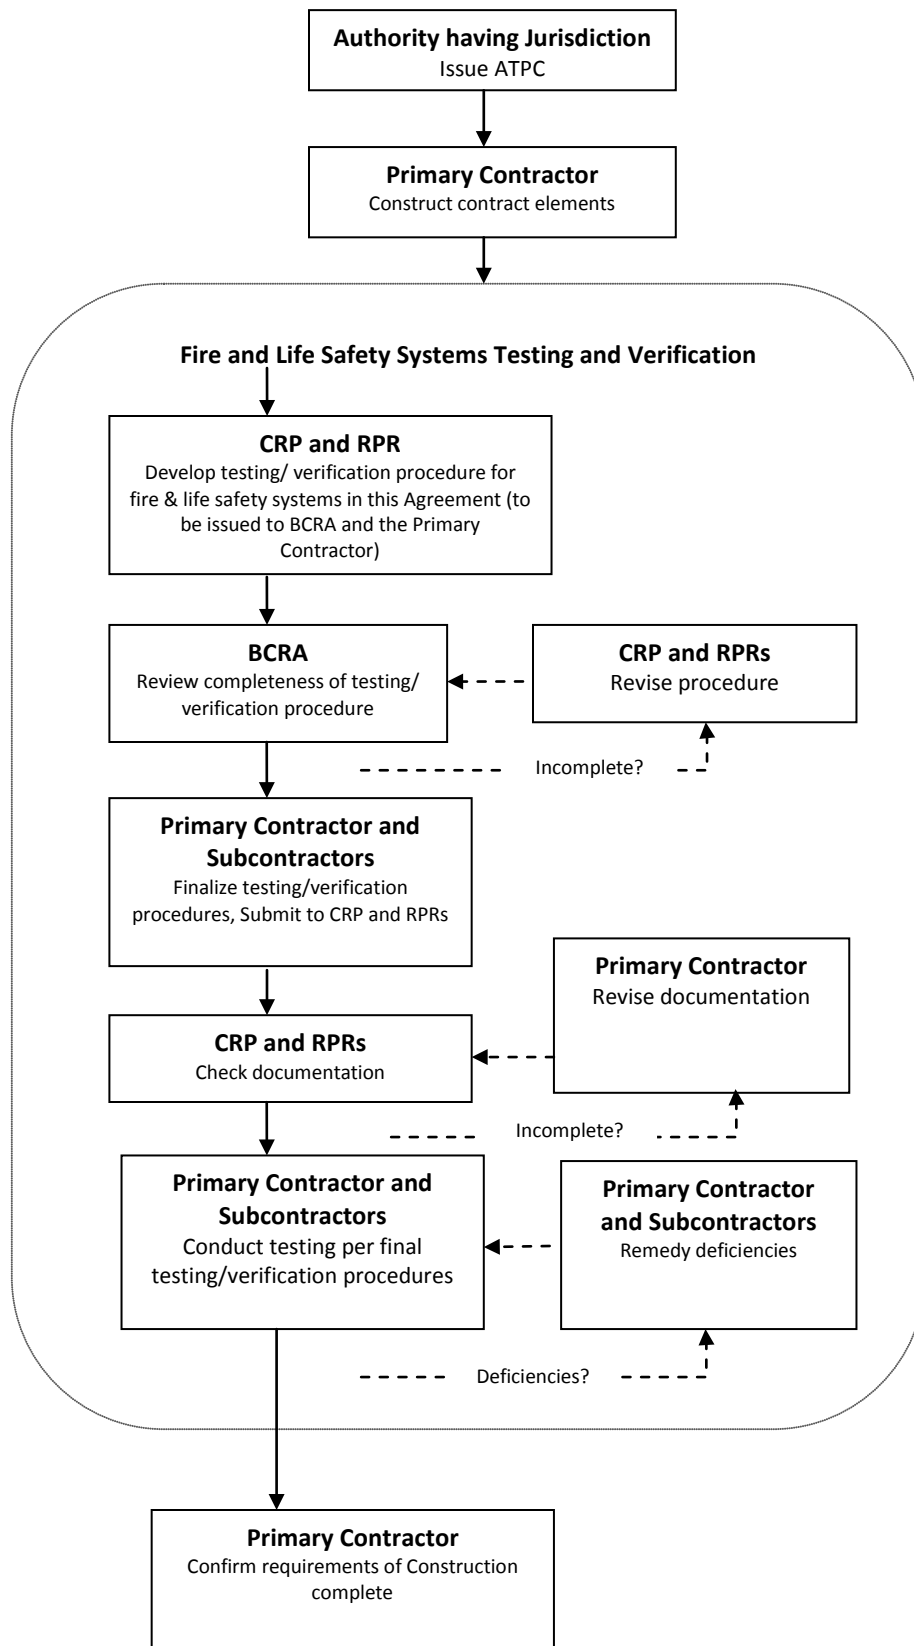 Authority having Jurisdiction
Issue ATPC
Primary Contractor
Construct contract elements
Fire and Life Safety Systems Testing and Verification
CRP and RPR
Develop testing/ verification procedure for
fire & life safety systems in this Agreement (to
be issued to BCRA and the Primary
Contractor)
BCRA
Review completeness of testing/
verification procedure
CRP and RPRs
Revise procedure
Incomplete?
Primary Contractor and
Subcontractors
Finalize testing/verification
procedures, Submit to CRP and RPRs
Primary Contractor
Revise documentation
CRP and RPRs
Check documentation
Incomplete?
Primary Contractor and
Subcontractors
Conduct testing per final
testing/verification procedures
Primary Contractor
and Subcontractors
Remedy deficiencies
Deficiencies?
Primary Contractor
Confirm requirements of Construction
complete